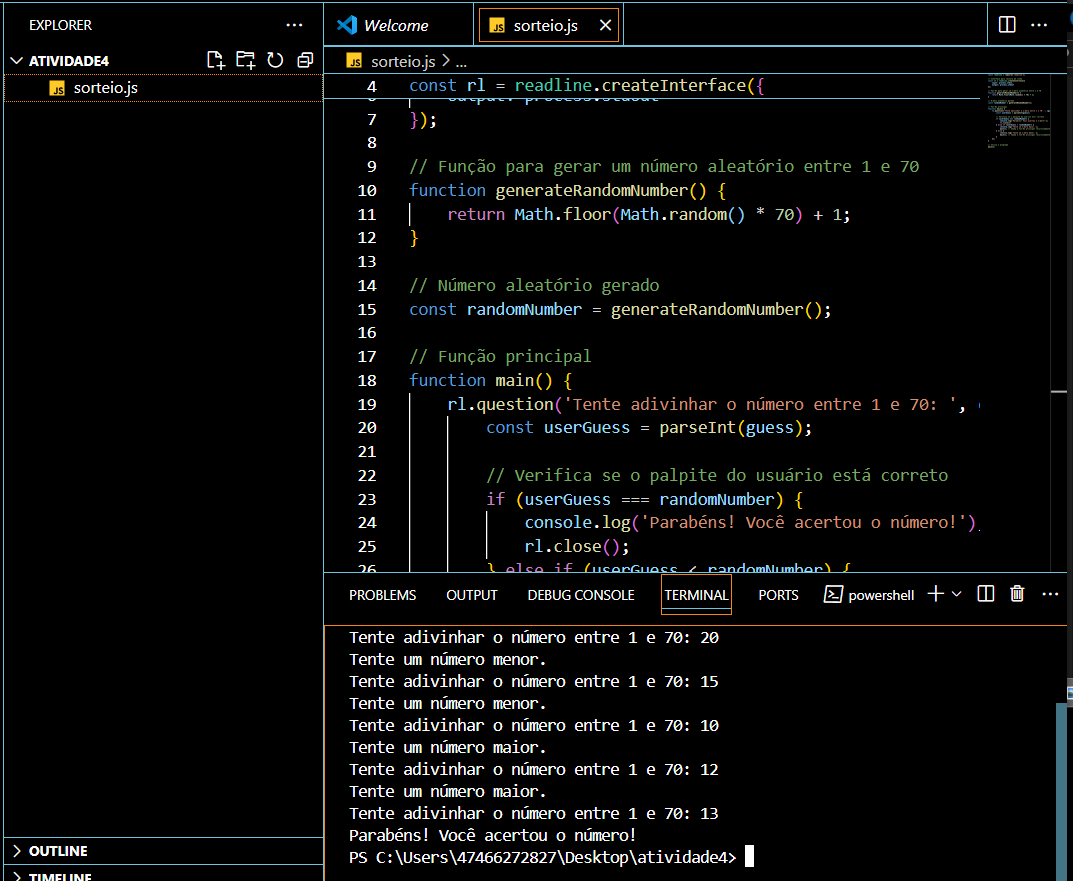 EXPLORER
ATIVIDADE4
JS sorteio.js
OUTLINE
TIMELINE
Welcome
JS sorteio.js
JS sorteio.js > ...
4 const rl = readline.createInterface({
output: process.stdout
7 });
8
9 // Função para gerar um número aleatório entre 1 e 70
10 function generateRandomNumber() {
11 return Math.floor(Math.random() * 70) + 1;
12 }
13
14 // Número aleatório gerado
15 const randomNumber = generateRandomNumber();
16
17 // Função principal
18 function main() {
19 rl.question('Tente adivinhar o número entre 1 e 70: ',
20 const userGuess = parseInt(guess);
21
22 // Verifica se o palpite do usuário está correto
23 if (userGuess === randomNumber) {
24 console.log('Parabéns! Você acertou o número!')
25 rl.close();
26 } else if (userGuess < randomNumber) {
PROBLEMS OUTPUT DEBUG CONSOLE TERMINAL PORTS powershell
Tente adivinhar o número entre 1 e 70: 20
Tente um número menor.
Tente adivinhar o número entre 1 e 70: 15
Tente um número menor.
Tente adivinhar o número entre 1 e 70: 10
Tente um número maior.
Tente adivinhar o número entre 1 e 70: 12
Tente um número maior.
Tente adivinhar o número entre 1 e 70: 13
Parabéns! Você acertou o número!
PS C:\Users\47466272827\Desktop\atividade4>